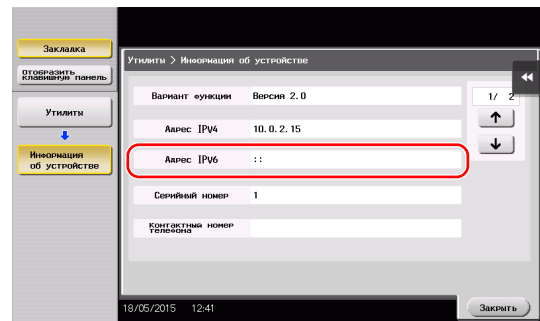 Закладка
Отобразить
клавишную панель
Утилиты
Информация
об устройстве
Утилиты > Информация об устройстве
Вариант функции Версия 2.0
Адрес IPV4 10.0.2.15
Адрес IPV6 ::
Серийный номер 1
Контактный номер
телефона
1/ 2
18/05/2015 12:41
Закрыть